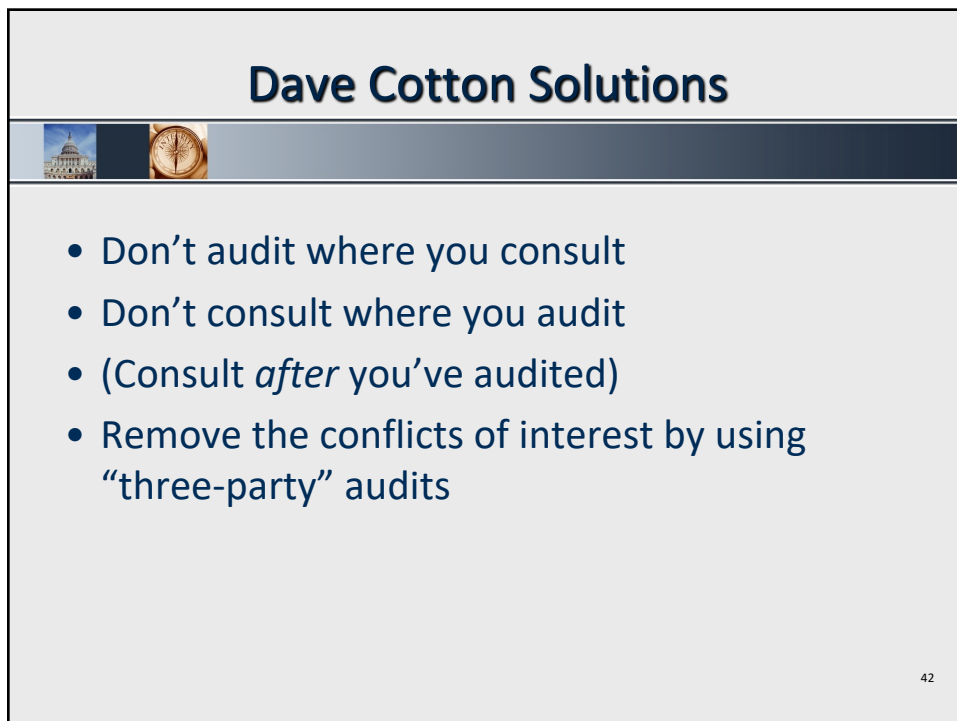 Dave Cotton Solutions
• Don’t audit where you consult
• Don’t consult where you audit
• (Consult after you’ve audited)
• Remove the conflicts of interest by using
“three-party” audits
42